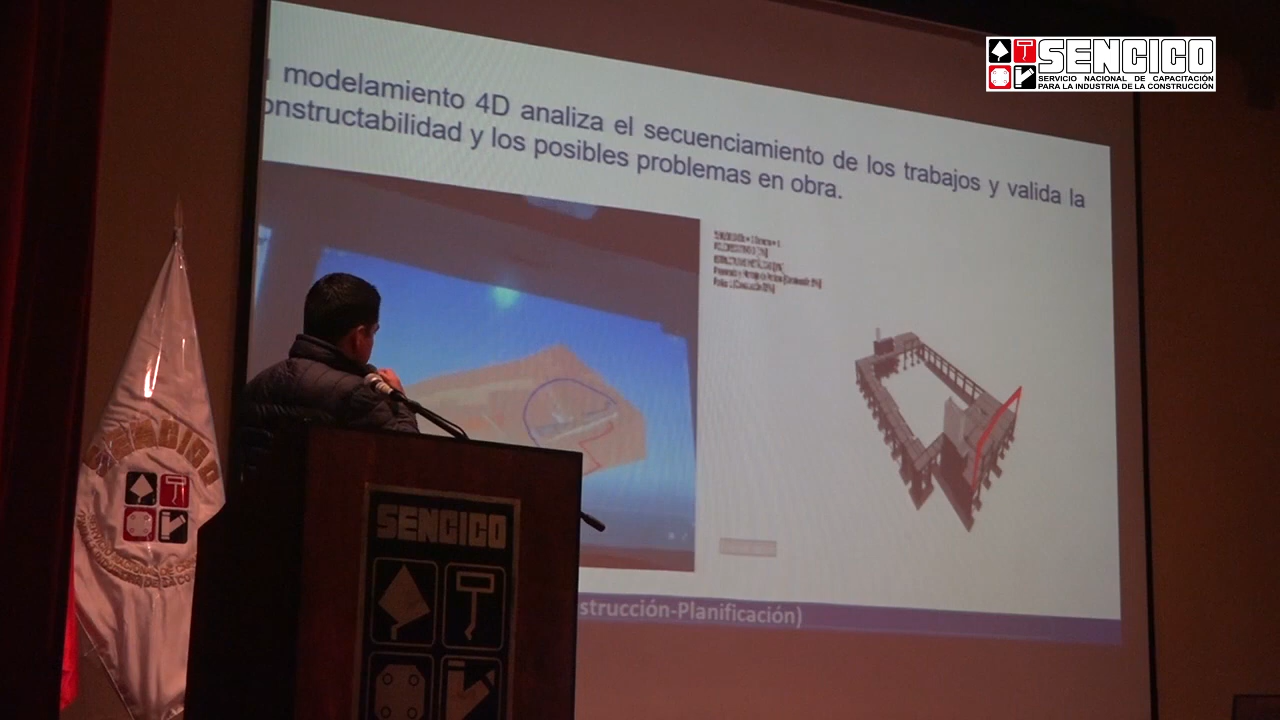 SENCICO
SERVICIO NACIONAL DE CAPACITACIÓN
PARA LA INDUSTRIA DE LA CONSTRUCCIÓN
modelamiento 4D analiza el secuenciamiento de los trabajos y valida la
onstructabilidad y los posibles problemas en obra.
strucción-Planificación)
SENCICO
SENCICO